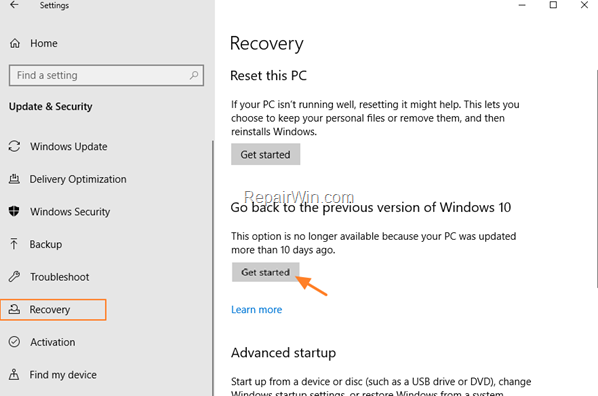 Settings
Home
Find a setting
Update & Security
Windows Update
Delivery Optimization
Windows Security
Backup
Troubleshoot
Recovery
Activation
Find my device
Recovery
Reset this PC
If your PC isn't running well, resetting it might help. This lets you
choose to keep your personal files or remove them, and then
reinstalls Windows.
Get started
RepairWin.com
Go back to the previous version of Windows 10
This option is no longer available because your PC was updated
more than 10 days ago.
Get started
Learn more
Advanced startup
Start up from a device or disc (such as a USB drive or DVD), change
Windows startup settings, or restore Windows from a system